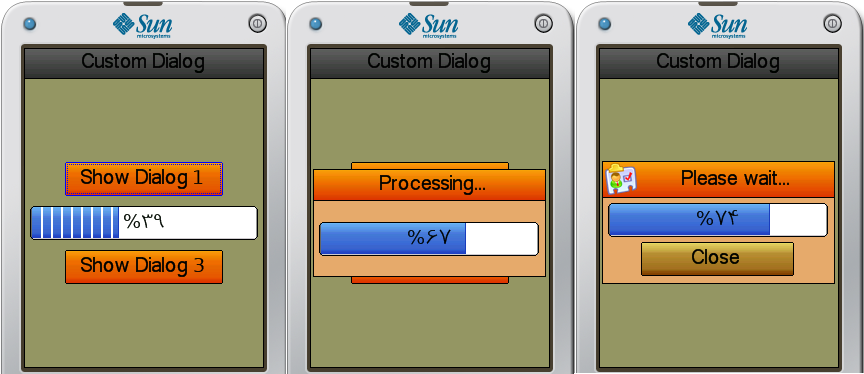 Sun
microsystems
Custom Dialog
Show Dialog 1
%۳۹
Show Dialog 3
Sun
microsystems
Custom Dialog
Processing...
%۶۷
Sun
microsystems
Custom Dialog
Please wait...
%۷۴
Close